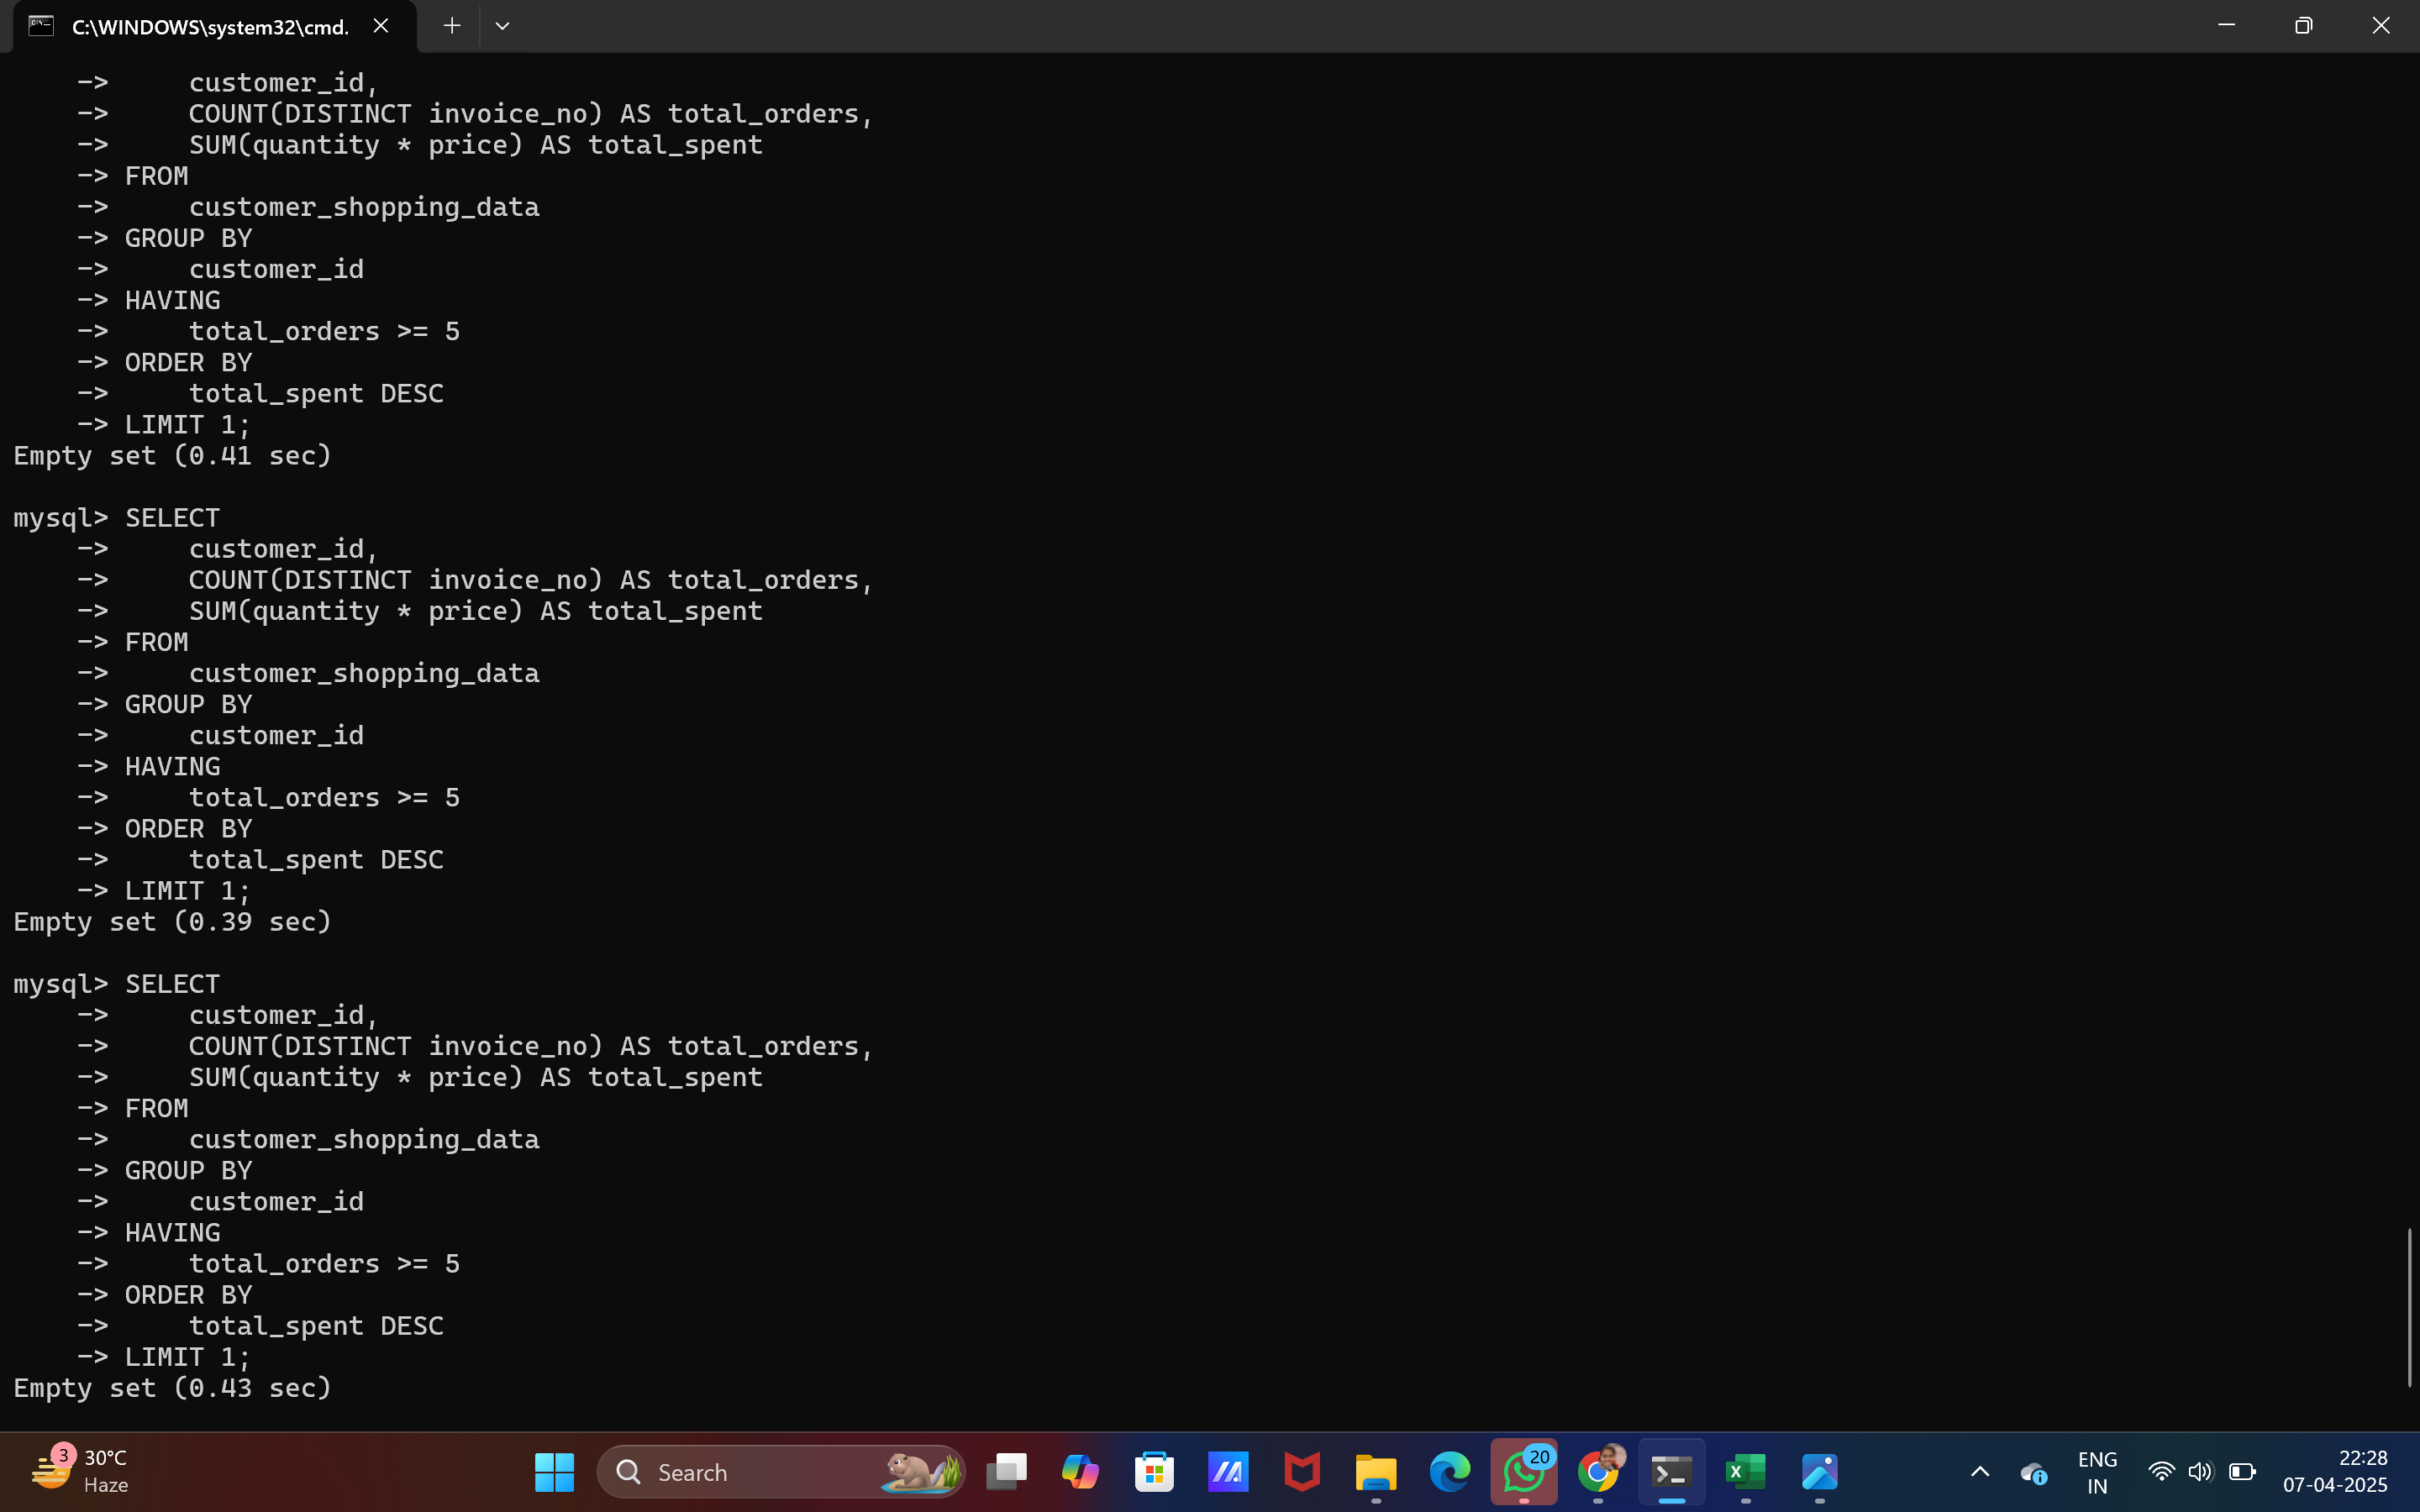 C:\WINDOWS\system32\cmd.
    ->     customer_id,
    ->     COUNT(DISTINCT invoice_no) AS total_orders,
    ->     SUM(quantity * price) AS total_spent
    -> FROM
    ->     customer_shopping_data
    -> GROUP BY
    ->     customer_id
    -> HAVING
    ->     total_orders >= 5
    -> ORDER BY
    ->     total_spent DESC
    -> LIMIT 1;
Empty set (0.41 sec)
mysql> SELECT
    ->     customer_id,
    ->     COUNT(DISTINCT invoice_no) AS total_orders,
    ->     SUM(quantity * price) AS total_spent
    -> FROM
    ->     customer_shopping_data
    -> GROUP BY
    ->     customer_id
    -> HAVING
    ->     total_orders >= 5
    -> ORDER BY
    ->     total_spent DESC
    -> LIMIT 1;
Empty set (0.39 sec)
mysql> SELECT
    ->     customer_id,
    ->     COUNT(DISTINCT invoice_no) AS total_orders,
    ->     SUM(quantity * price) AS total_spent
    -> FROM
    ->     customer_shopping_data
    -> GROUP BY
    ->     customer_id
    -> HAVING
    ->     total_orders >= 5
    -> ORDER BY
    ->     total_spent DESC
    -> LIMIT 1;
Empty set (0.43 sec)
3
30°C
Haze
Search
20
ENG
IN
22:28
07-04-2025